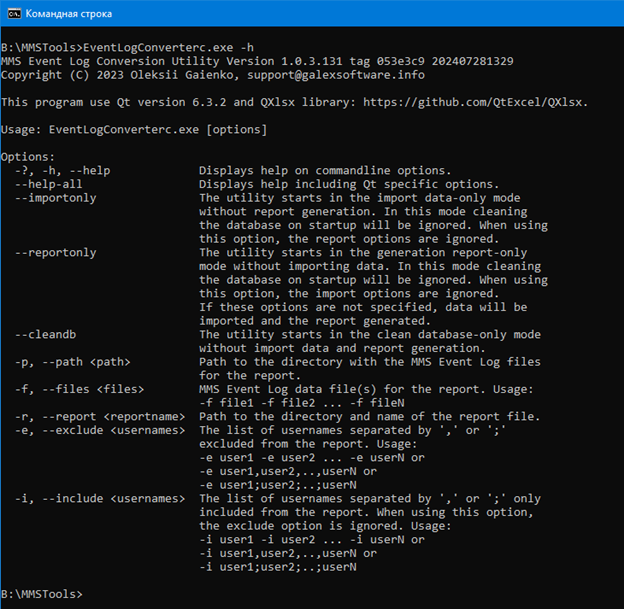 Командная строка
B:\MMSTools>EventLogConverterc.exe -h
MMS Event Log Conversion Utility Version 1.0.3.131 tag 053e3c9 202407281329
Copyright (C) 2023 Oleksii Gaienko, support@galexsoftware.info
This program use Qt version 6.3.2 and QXlsx library: https://github.com/QtExcel/QXlsx.
Usage: EventLogConverterc.exe [options]
Options:
-?, -h, --help Displays help on commandline options.
--help-all Displays help including Qt specific options.
--importonly The utility starts in the import data-only mode
without report generation. In this mode cleaning
the database on startup will be ignored. When using
this option, the report options are ignored.
--reportonly The utility starts in the generation report-only
mode without importing data. In this mode cleaning
the database on startup will be ignored. When using
this option, the import options are ignored.
If these options are not specified, data will be
imported and the report generated.
--cleandb The utility starts in the clean database-only mode
without import data and report generation.
-p, --path <path> Path to the directory with the MMS Event Log files
for the report.
-f, --files <files> MMS Event Log data file(s) for the report. Usage:
-f file1 -f file2 ... -f fileN
-r, --report <reportname> Path to the directory and name of the report file.
-e, --exclude <usernames> The list of usernames separated by ',' or ';'
excluded from the report. Usage:
-e user1 -e user2 ... -e userN or
-e user1,user2,..,userN or
-e user1;user2;..;userN
-i, --include <usernames> The list of usernames separated by ',' or ';' only
included from the report. When using this option,
the exclude option is ignored. Usage:
-i user1 -i user2 ... -i userN or
-i user1,user2,..,userN or
-i user1;user2;..;userN
B:\MMSTools>